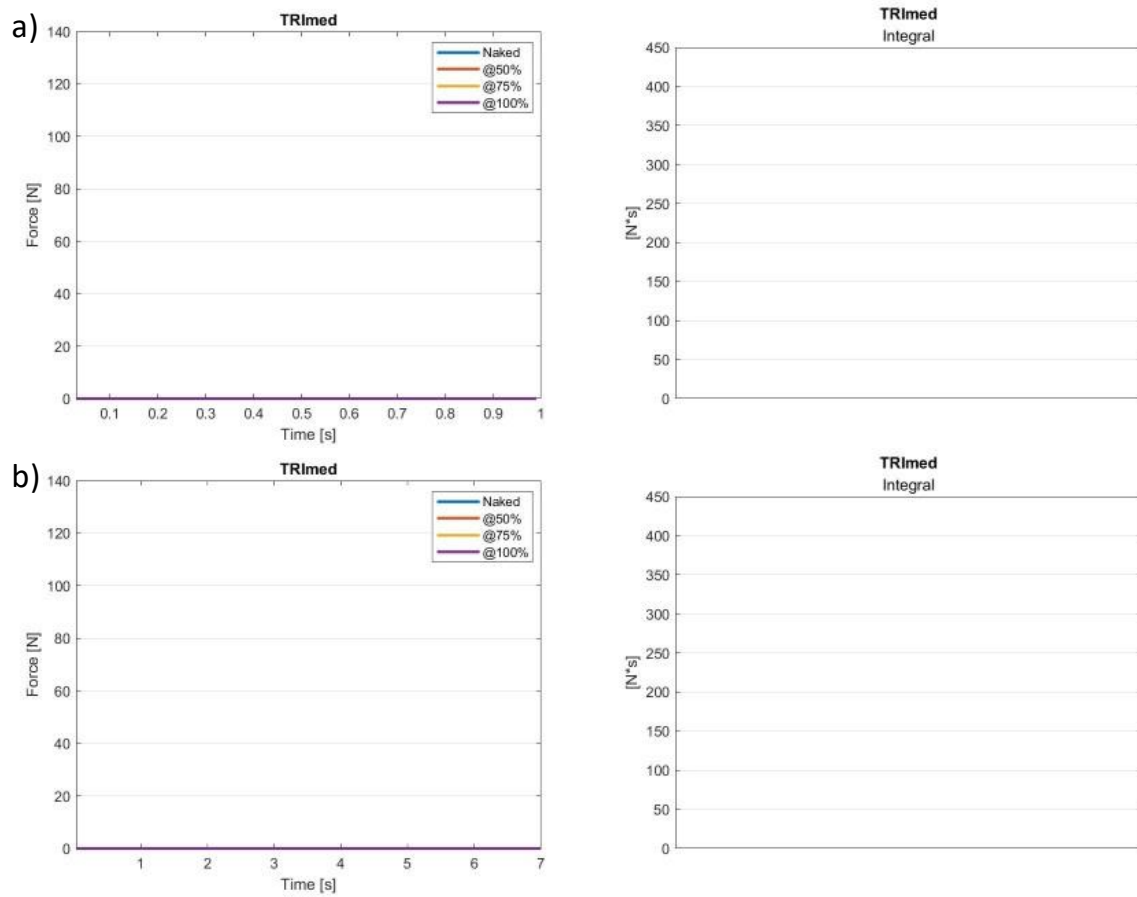 a)
TRImed
140
120
100
80
60
40
20
0
Force [N]
Naked
@50%
@75%
@100%
0.1 0.2 0.3 0.4 0.5 0.6 0.7 0.8 0.9 1
Time [s]
TRImed
Integral
450
400
350
300
250
200
150
100
50
0
[N*s]
b)
TRImed
140
120
100
80
60
40
20
0
Force [N]
Naked
@50%
@75%
@100%
1 2 3 4 5 6 7
Time [s]
TRImed
Integral
450
400
350
300
250
200
150
100
50
0
[N*s]